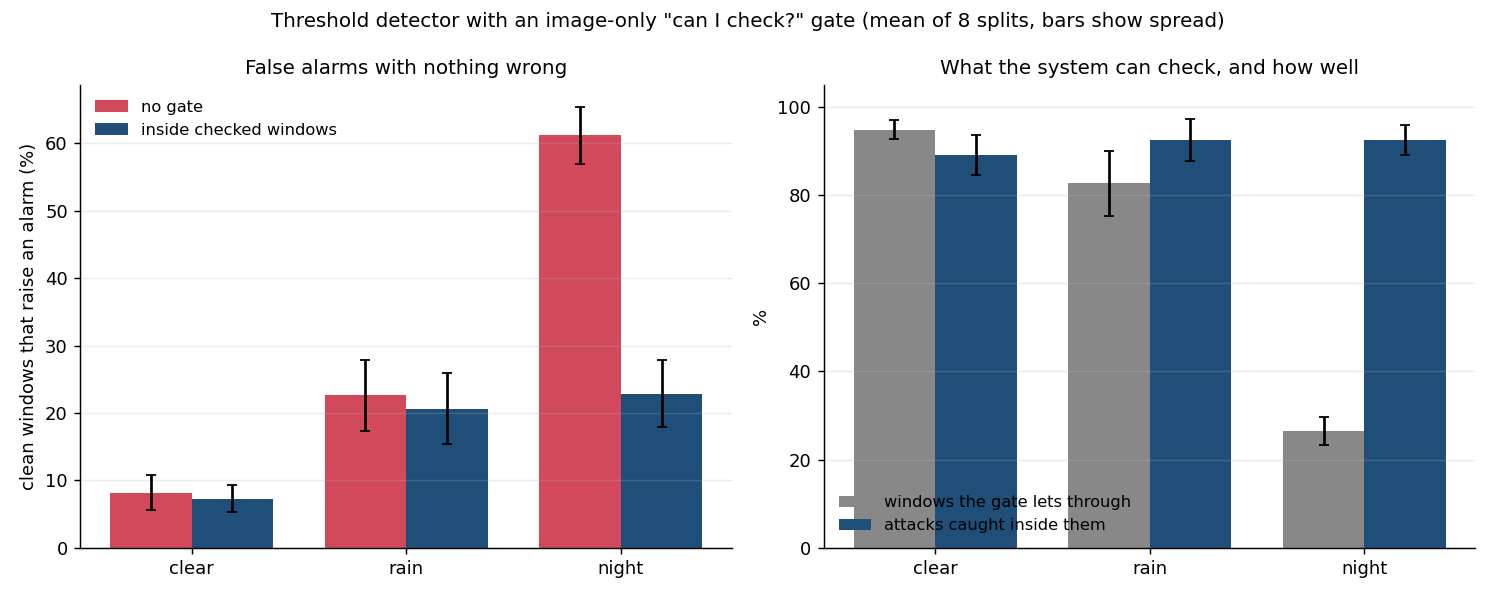 Threshold detector with an image-only "can I check?" gate (mean of 8 splits, bars show spread)
False alarms with nothing wrong
clean windows that raise an alarm (%)
no gate
inside checked windows
60
50
40
30
20
10
0
clear
rain
night
What the system can check, and how well
%
100
80
60
40
20
0
windows the gate lets through
attacks caught inside them
clear
rain
night